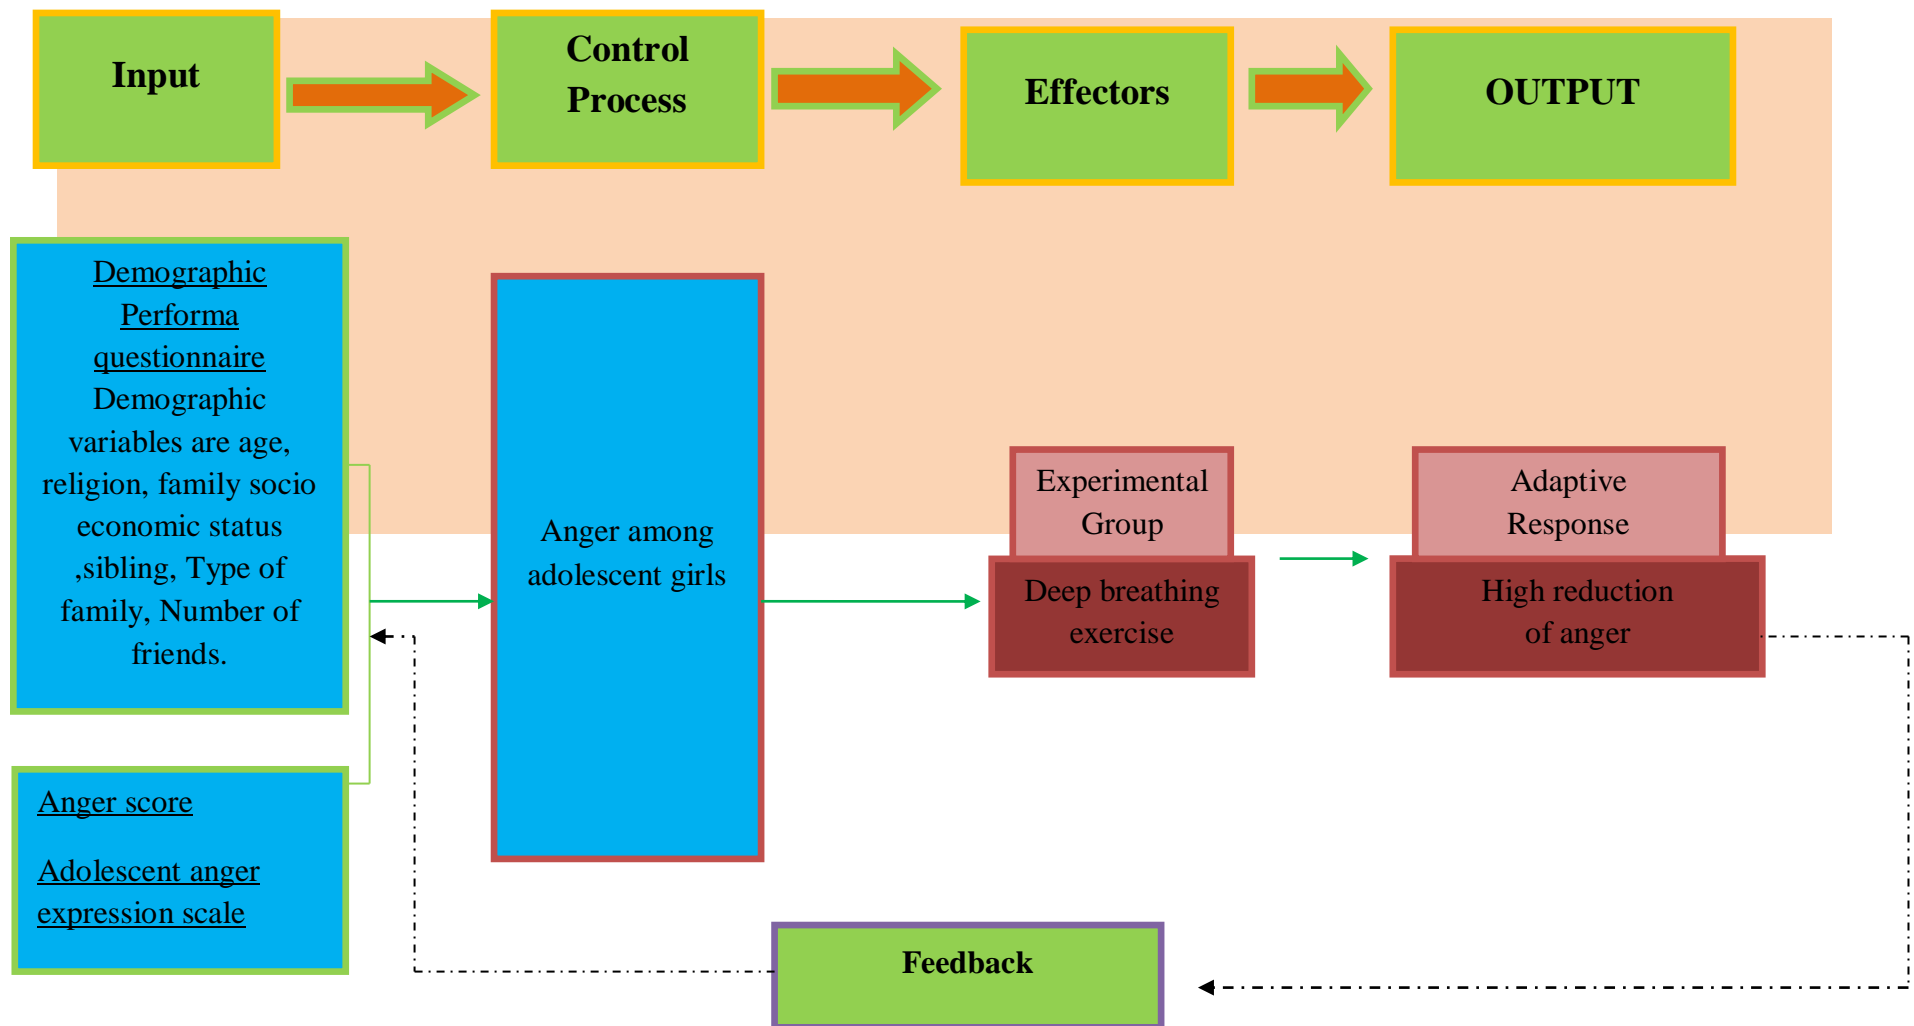 Input
Control
Process
Effectors
OUTPUT
Demographic
Performa
questionnaire
Demographic
variables are age,
religion, family socio
economic status
,sibling, Type of
family, Number of
friends.
Anger score
Adolescent anger
expression scale
Anger among
adolescent girls
Experimental
Group
Deep breathing
exercise
Adaptive
Response
High reduction
of anger
Feedback